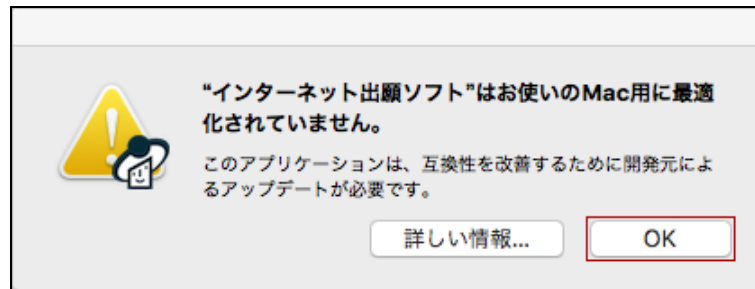 “インターネット出願ソフト”はお使いのMac用に最適
化されていません。
このアプリケーションは、互換性を改善するために開発元によ
るアップデートが必要です。
詳しい情報... OK